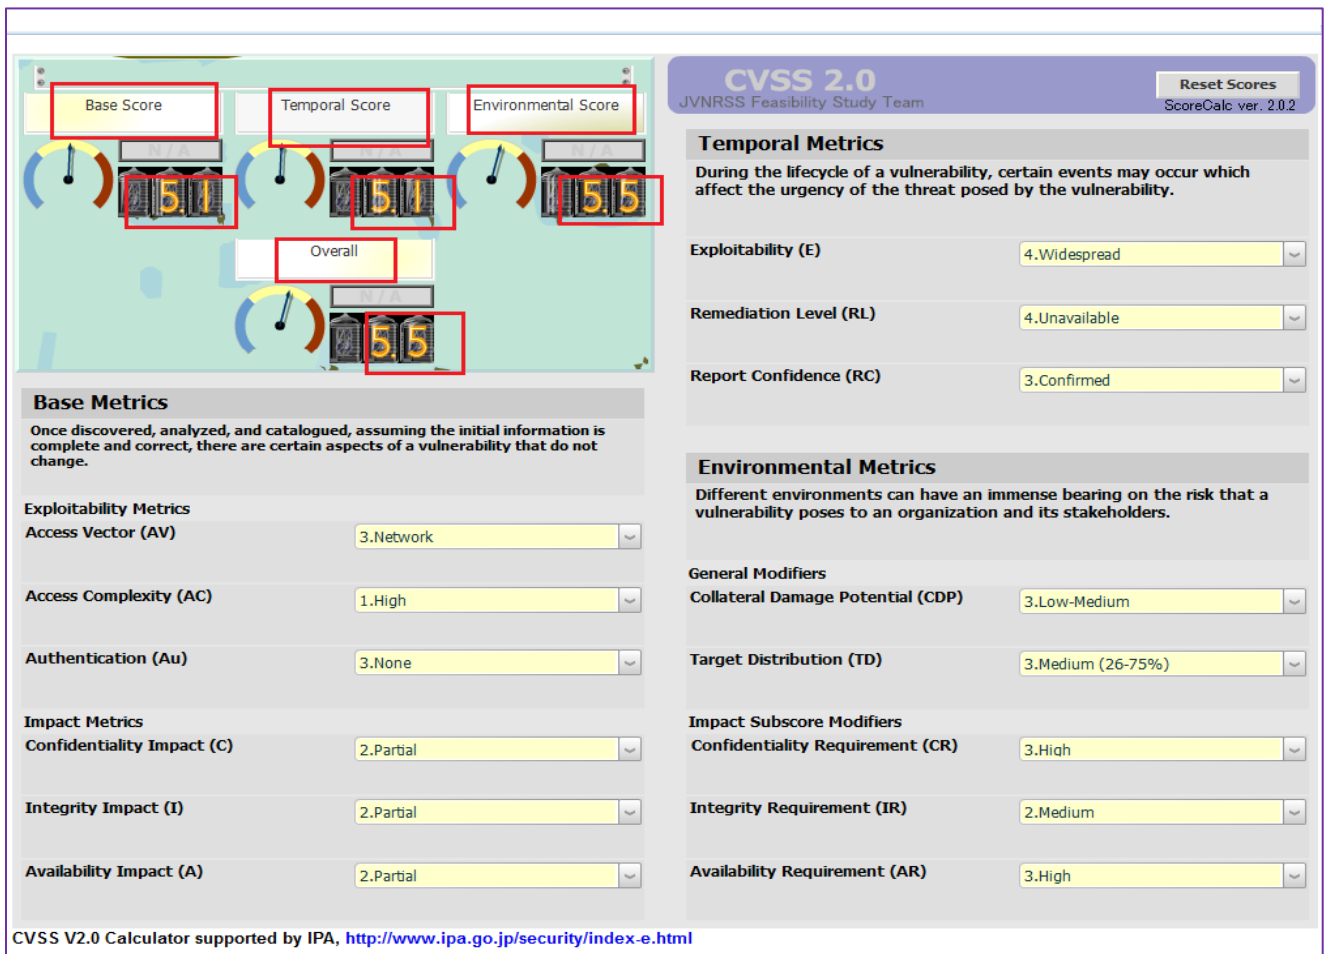 Base Score
Temporal Score
Environmental Score
N / A
5.1
N / A
5.1
N / A
5.5
Overall
N / A
5.5
Base Metrics
Once discovered, analyzed, and catalogued, assuming the initial information is
complete and correct, there are certain aspects of a vulnerability that do not
change.
Exploitability Metrics
Access Vector (AV)
3.Network
Access Complexity (AC)
1.High
Authentication (Au)
3.None
Impact Metrics
Confidentiality Impact (C)
2.Partial
Integrity Impact (I)
2.Partial
Availability Impact (A)
2.Partial
CVSS 2.0
JVNRSS Feasibility Study Team
Reset Scores
ScoreCalc ver. 2.0.2
Temporal Metrics
During the lifecycle of a vulnerability, certain events may occur which
affect the urgency of the threat posed by the vulnerability.
Exploitability (E)
4.Widespread
Remediation Level (RL)
4.Unavailable
Report Confidence (RC)
3.Confirmed
Environmental Metrics
Different environments can have an immense bearing on the risk that a
vulnerability poses to an organization and its stakeholders.
General Modifiers
Collateral Damage Potential (CDP)
3.Low-Medium
Target Distribution (TD)
3.Medium (26-75%)
Impact Subscore Modifiers
Confidentiality Requirement (CR)
3.High
Integrity Requirement (IR)
2.Medium
Availability Requirement (AR)
3.High
CVSS V2.0 Calculator supported by IPA, http://www.ipa.go.jp/security/index-e.html